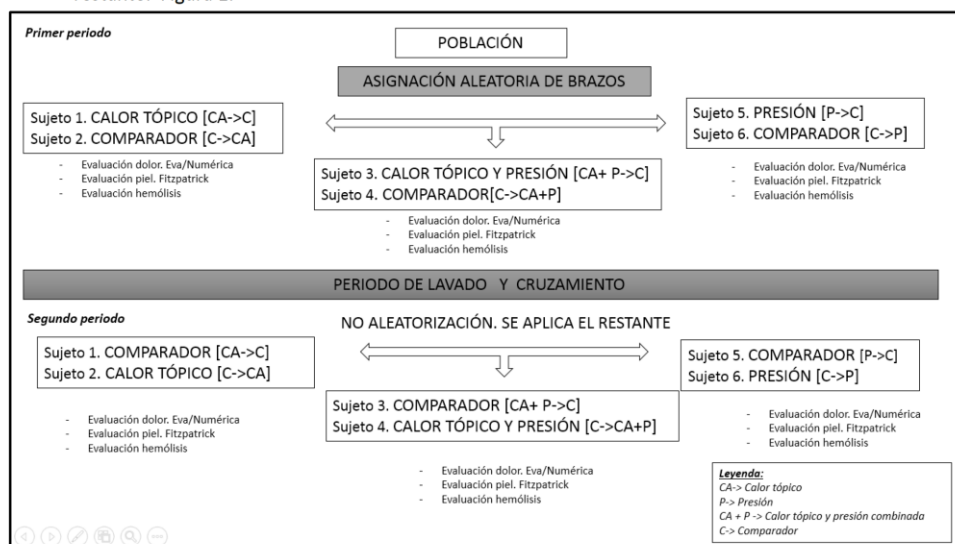 Primer periodo
POBLACIÓN
ASIGNACIÓN ALEATORIA DE BRAZOS
Sujeto 1. CALOR TÓPICO [CA->C]
Sujeto 2. COMPARADOR [C->CA]
- Evaluación dolor. Eva/Numérica
- Evaluación piel. Fitzpatrick
- Evaluación hemólisis
Sujeto 3. CALOR TÓPICO Y PRESIÓN [CA+ P->C]
Sujeto 4. COMPARADOR[C->CA+P]
- Evaluación dolor. Eva/Numérica
- Evaluación piel. Fitzpatrick
- Evaluación hemólisis
Sujeto 5. PRESIÓN [P->C]
Sujeto 6. COMPARADOR [C->P]
- Evaluación dolor. Eva/Numérica
- Evaluación piel. Fitzpatrick
- Evaluación hemólisis
PERIODO DE LAVADO Y CRUZAMIENTO
Segundo periodo
NO ALEATORIZACIÓN. SE APLICA EL RESTANTE
Sujeto 1. COMPARADOR [CA->C]
Sujeto 2. CALOR TÓPICO [C->CA]
- Evaluación dolor. Eva/Numérica
- Evaluación piel. Fitzpatrick
- Evaluación hemólisis
Sujeto 3. COMPARADOR [CA+ P->C]
Sujeto 4. CALOR TÓPICO Y PRESIÓN [C->CA+P]
- Evaluación dolor. Eva/Numérica
- Evaluación piel. Fitzpatrick
- Evaluación hemólisis
Sujeto 5. COMPARADOR [P->C]
Sujeto 6. PRESIÓN [C->P]
- Evaluación dolor. Eva/Numérica
- Evaluación piel. Fitzpatrick
- Evaluación hemólisis
Leyenda:
CA-> Calor tópico
P-> Presión
CA + P -> Calor tópico y presión combinada
C-> Comparador